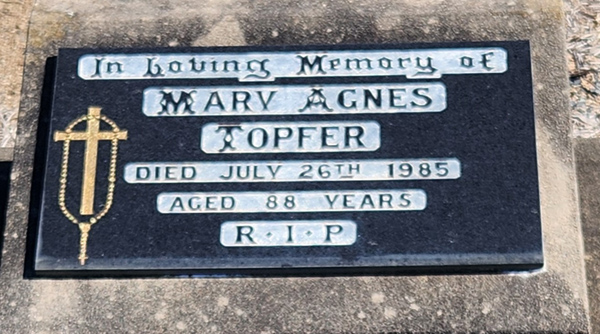 In Loving Memory of
MARY AGNES
TOPFER
DIED JULY 26TH 1985
AGED 88 YEARS
R·I·P